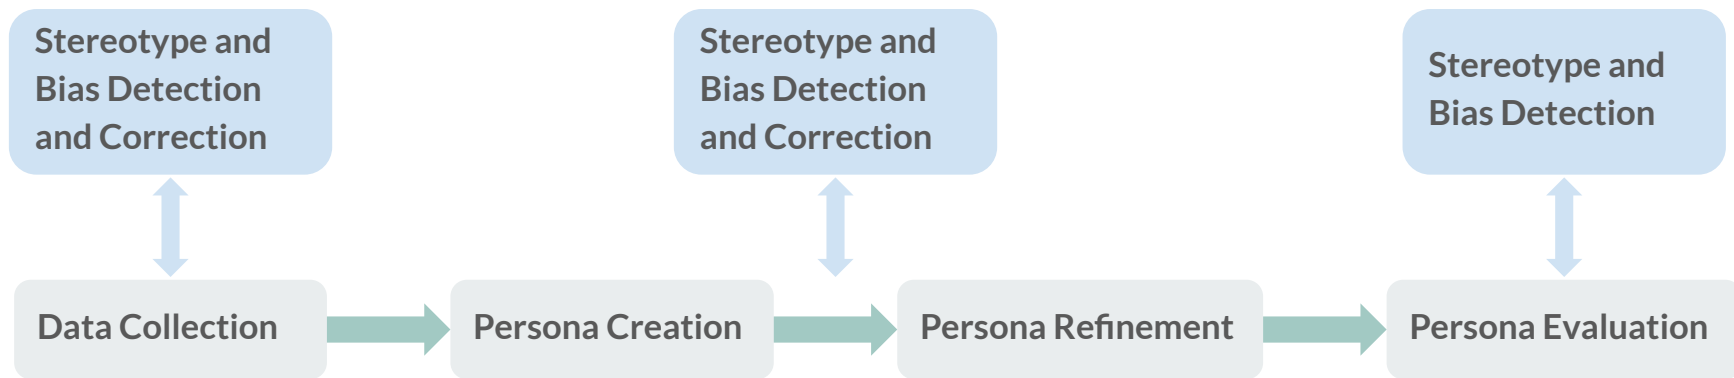 Stereotype and
Bias Detection
and Correction
Stereotype and
Bias Detection
and Correction
Stereotype and
Bias Detection
Data Collection
Persona Creation
Persona Refinement
Persona Evaluation